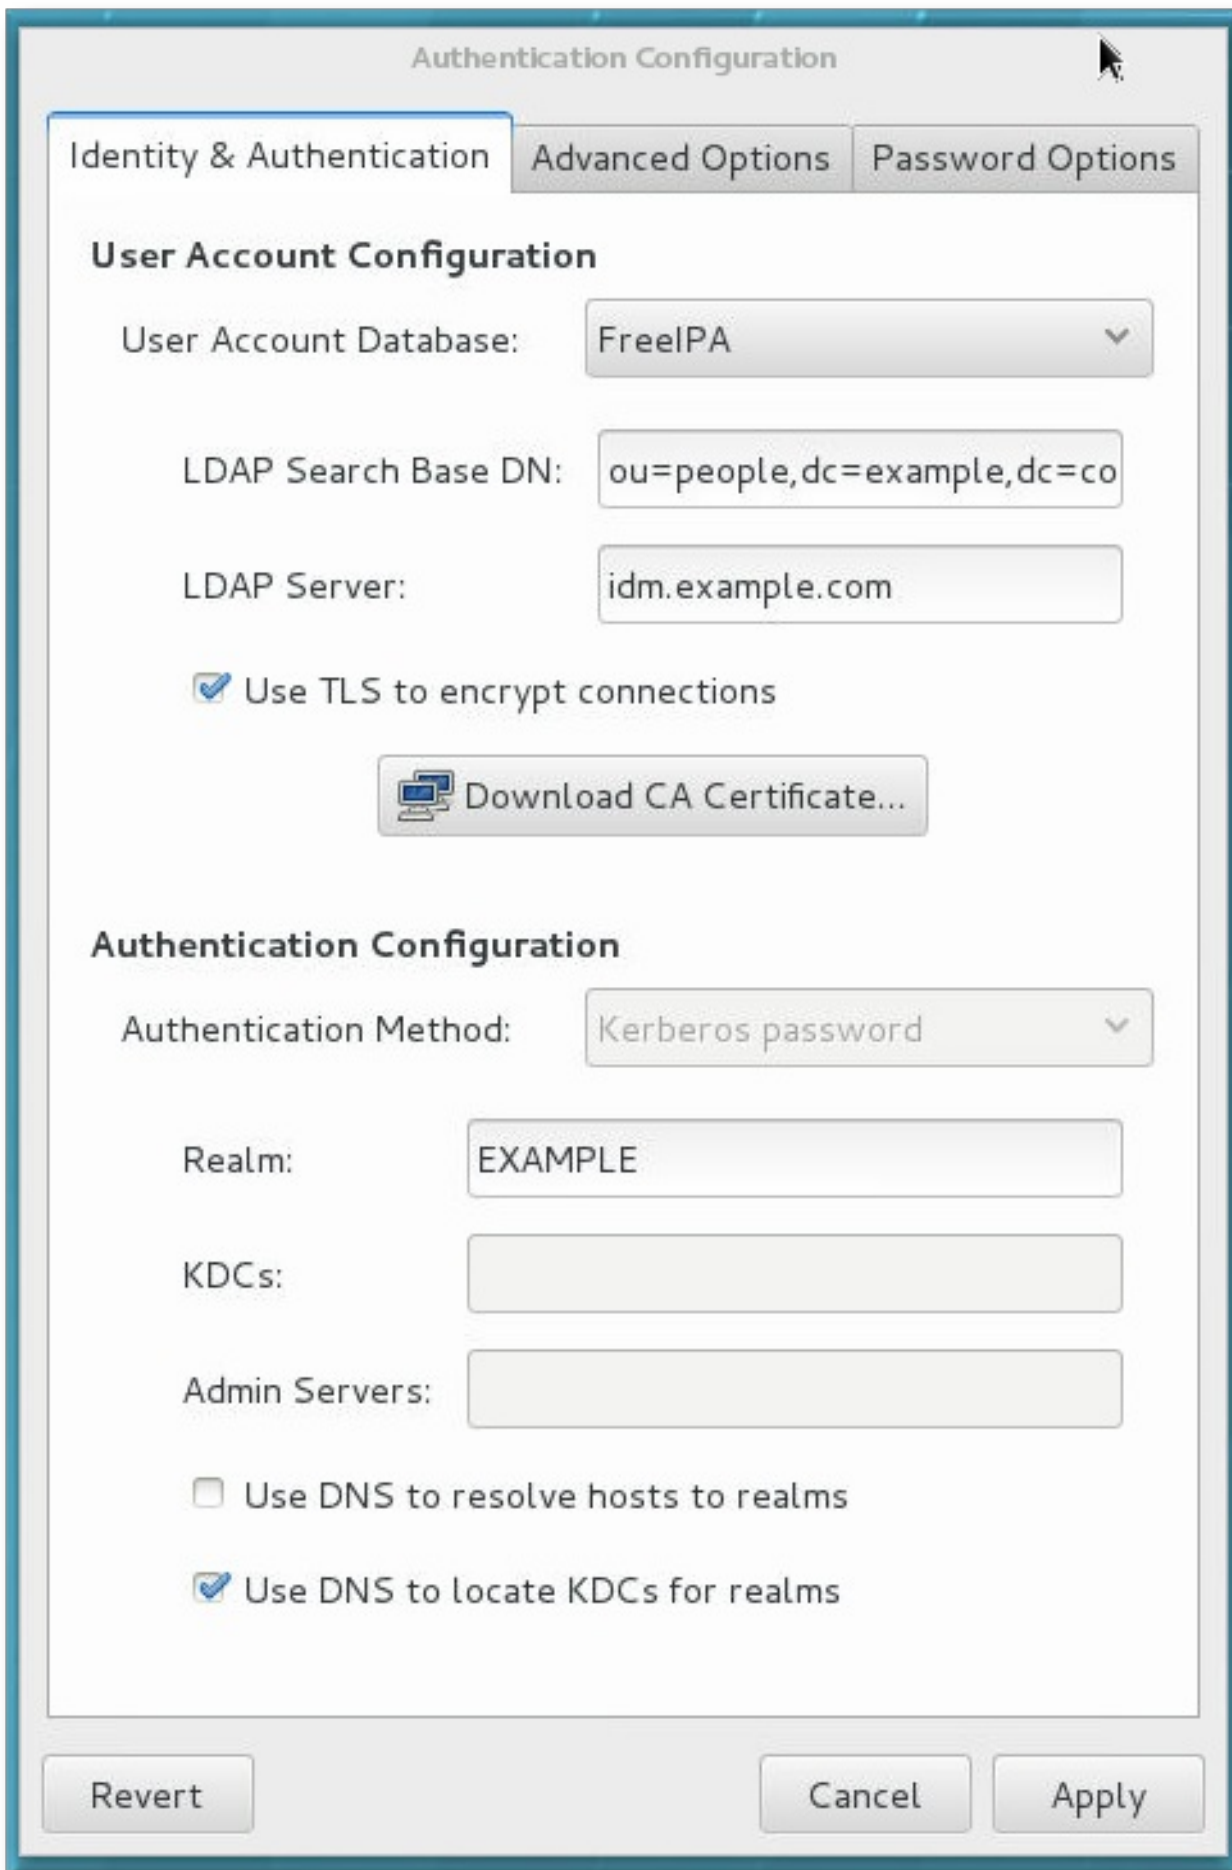 Authentication Configuration
Identity & Authentication Advanced Options Password Options
User Account Configuration
User Account Database: FreeIPA
LDAP Search Base DN: ou=people,dc=example,dc=co
LDAP Server: idm.example.com
Use TLS to encrypt connections
Download CA Certificate...
Authentication Configuration
Authentication Method: Kerberos password
Realm: EXAMPLE
KDCs:
Admin Servers:
Use DNS to resolve hosts to realms
Use DNS to locate KDCs for realms
Revert Cancel Apply